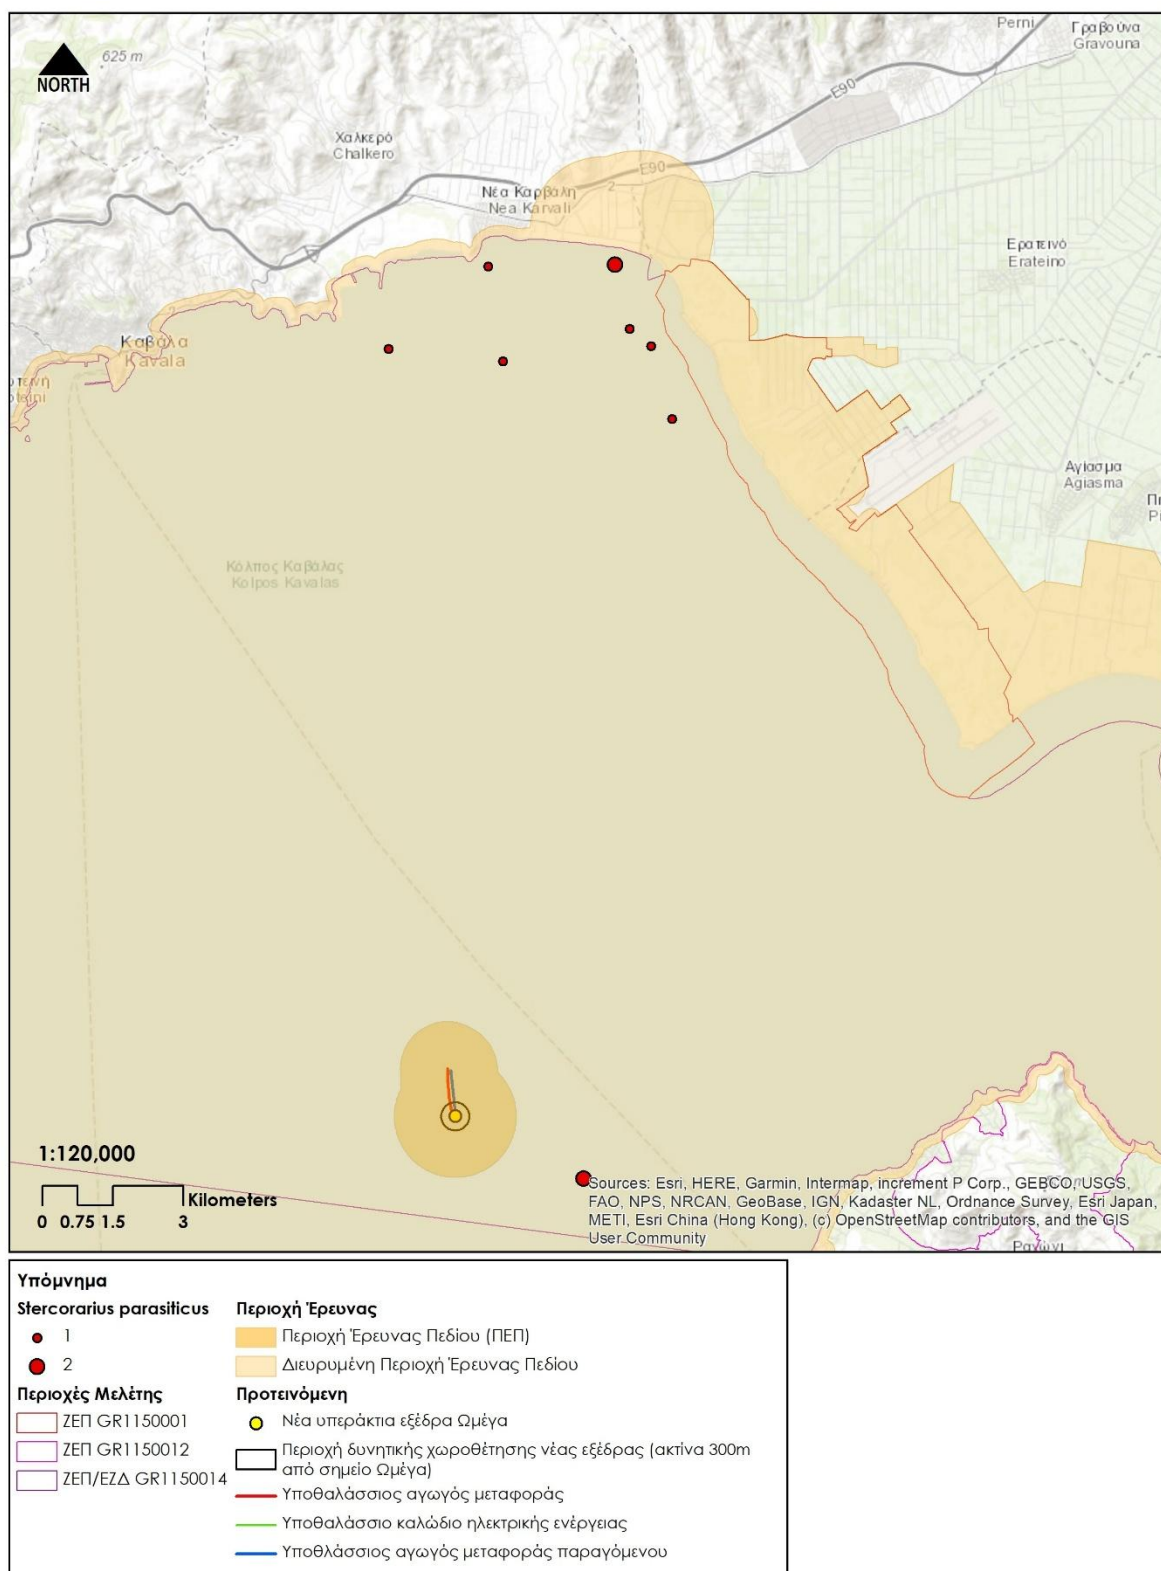 Perni
Γραβούνα
Gravouna
625 m
NORTH
E90
Χαλκερό
Chalkero
E90
2
Νέα Καρβάλη
Nea Karvali
Ερατεινό
Erateino
2
Καβάλα
Kavala
Αγίασμα
Agiasma
Κόλπος Καβάλας
Kolpos Kavalas
1:120,000
Kilometers
0 0.75 1.5 3
Sources: Esri, HERE, Garmin, Intermap, increment P Corp., GEBCO, USGS,
FAO, NPS, NRCAN, GeoBase, IGN, Kadaster NL, Ordnance Survey, Esri Japan,
METI, Esri China (Hong Kong), (c) OpenStreetMap contributors, and the GIS
User Community
Υπόμνημα
Stercorarius parasiticus
1
2
Περιοχές Μελέτης
ΖΕΠ GR1150001
ΖΕΠ GR1150012
ΖΕΠ/ΕΖΔ GR1150014
Περιοχή Έρευνας
Περιοχή Έρευνας Πεδίου (ΠΕΠ)
Διευρυμένη Περιοχή Έρευνας Πεδίου
Προτεινόμενη
Νέα υπεράκτια εξέδρα Ωμέγα
Περιοχή δυνητικής χωροθέτησης νέας εξέδρας (ακτίνα 300m
από σημείο Ωμέγα)
Υποθαλάσσιος αγωγός μεταφοράς
Υποθαλάσσιο καλώδιο ηλεκτρικής ενέργειας
Υποθλάσσιος αγωγός μεταφοράς παραγόμενου